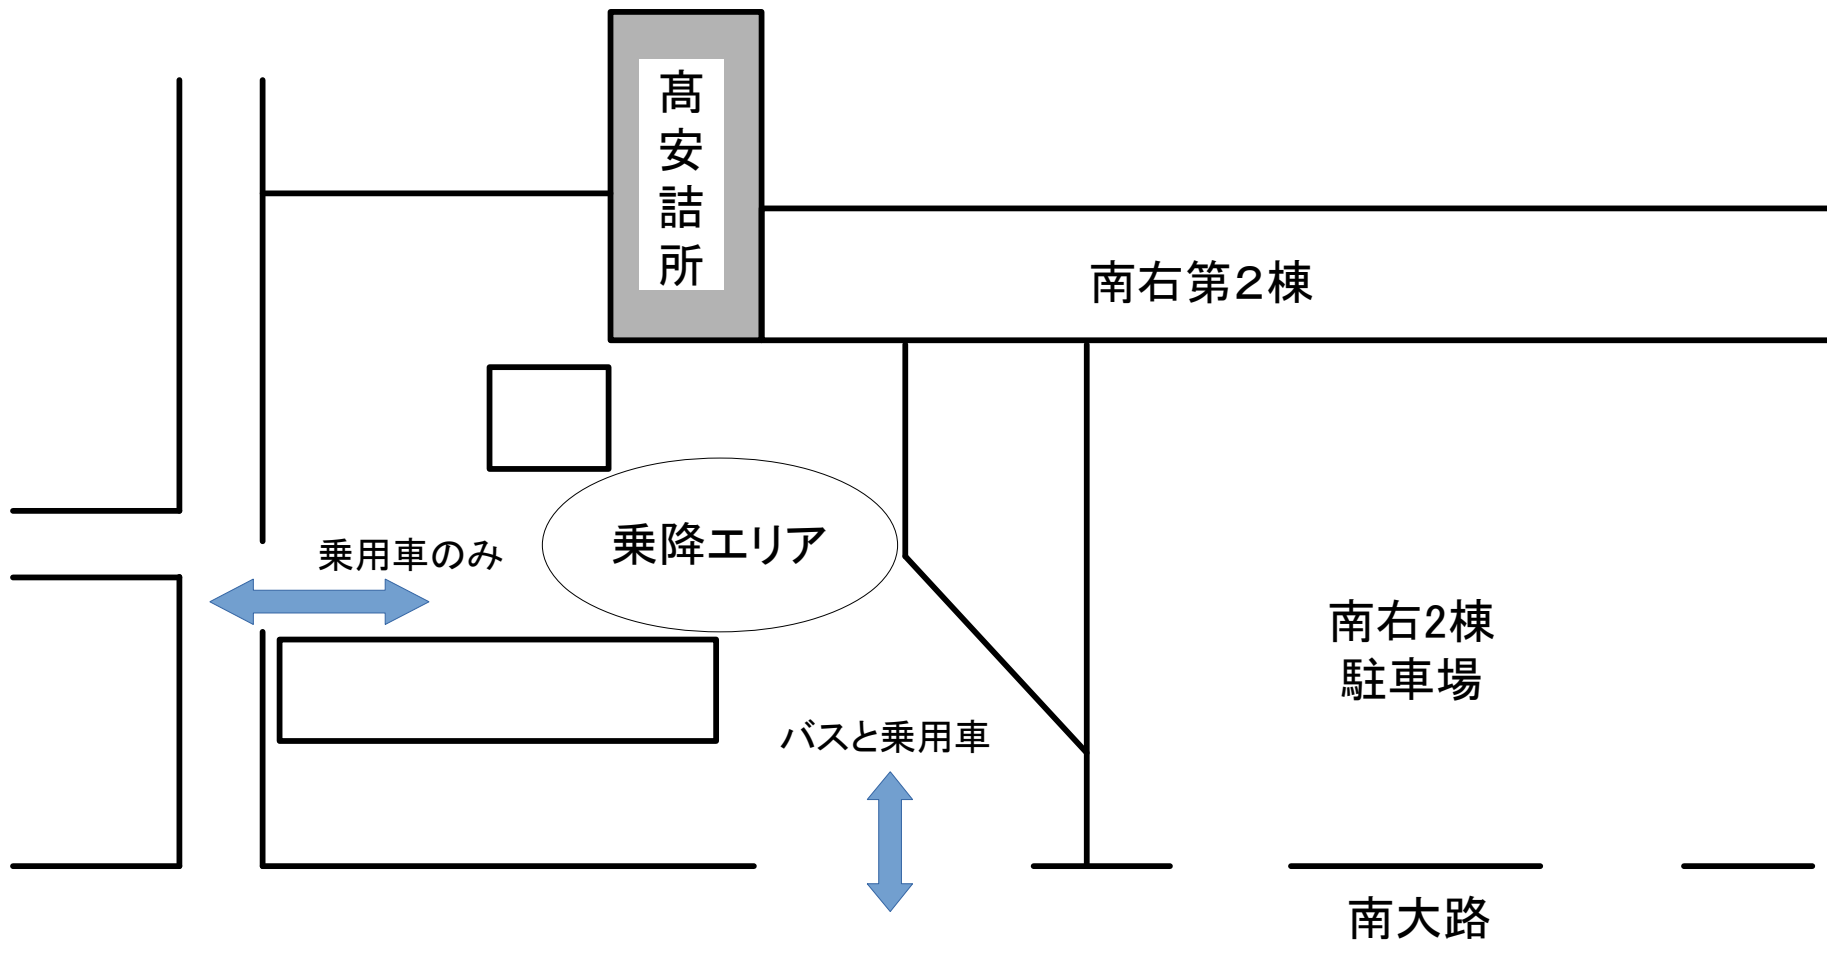 髙安詰所
南右第２棟
乗降エリア
乗用車のみ
南右2棟
駐車場
バスと乗用車
南大路